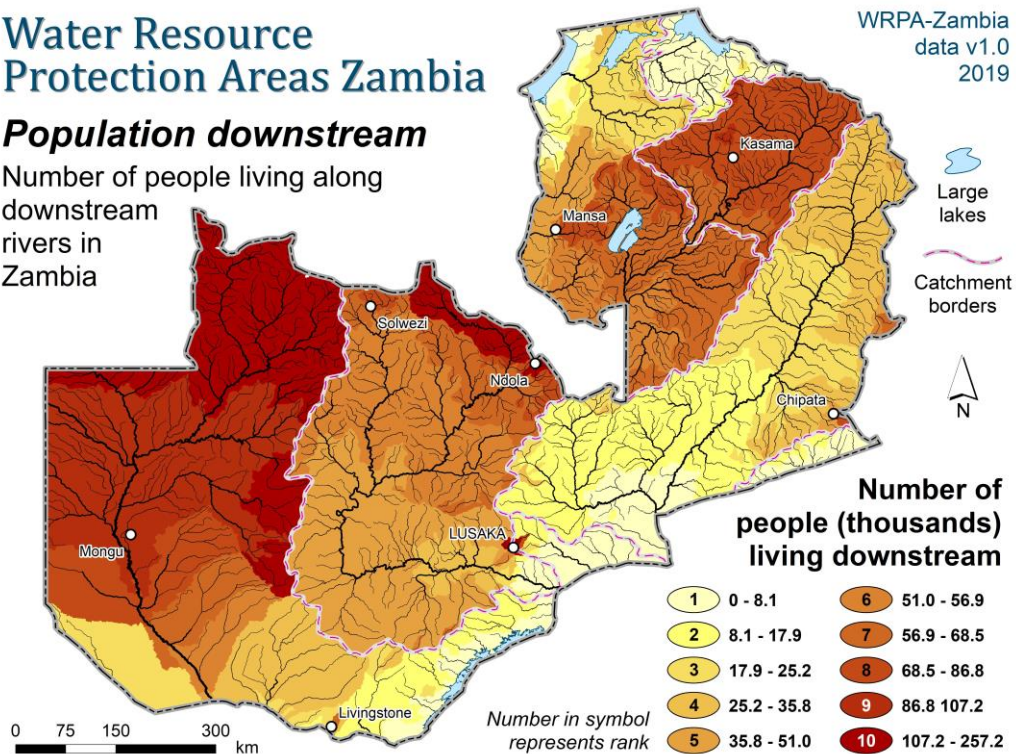 Water Resource
Protection Areas Zambia
Population downstream
Number of people living along
downstream
rivers in
Zambia
WRPA-Zambia
data v1.0
2019
Large
lakes
Catchment
borders
N
Kasama
Mansa
Solwezi
Ndola
Chipata
LUSAKA
Mongu
Livingstone
Number of
people (thousands)
living downstream
1 0 - 8.1
2 8.1 - 17.9
3 17.9 - 25.2
4 25.2 - 35.8
5 35.8 - 51.0
6 51.0 - 56.9
7 56.9 - 68.5
8 68.5 - 86.8
9 86.8 107.2
10 107.2 - 257.2
Number in symbol
represents rank
0 75 150 300
km